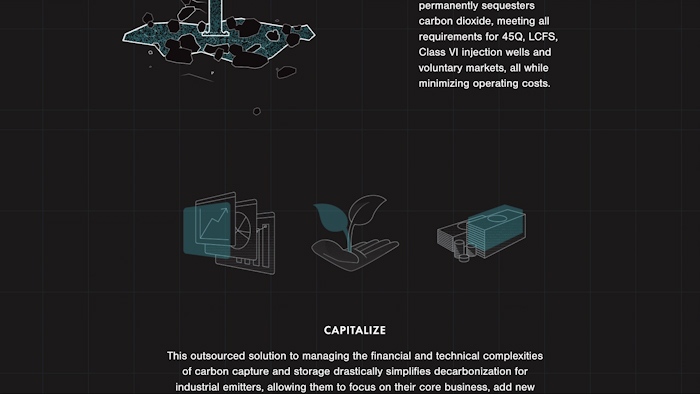 permanently sequesters
carbon dioxide, meeting all
requirements for 45Q, LCFS,
Class VI injection wells and
voluntary markets, all while
minimizing operating costs.
CAPITALIZE
This outsourced solution to managing the financial and technical complexities
of carbon capture and storage drastically simplifies decarbonization for
industrial emitters, allowing them to focus on their core business, add new